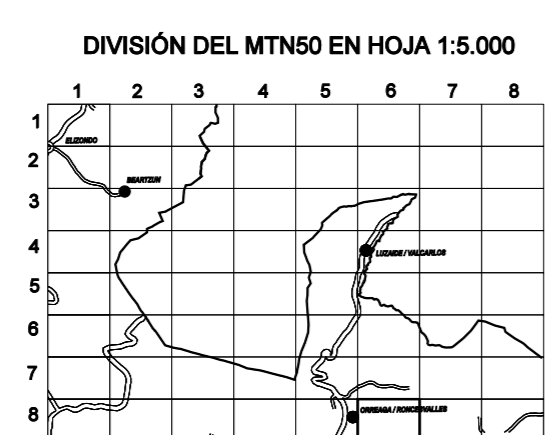 DIVISIÓN DEL MTN50 EN HOJA 1:5.000
1 2 3 4 5 6 7 8
1
ELIZONDO
2
BEARTZUN
3
4
LUZAIDE / VALCARLOS
5
6
7
8
ORREAGA / RONCESVALLES